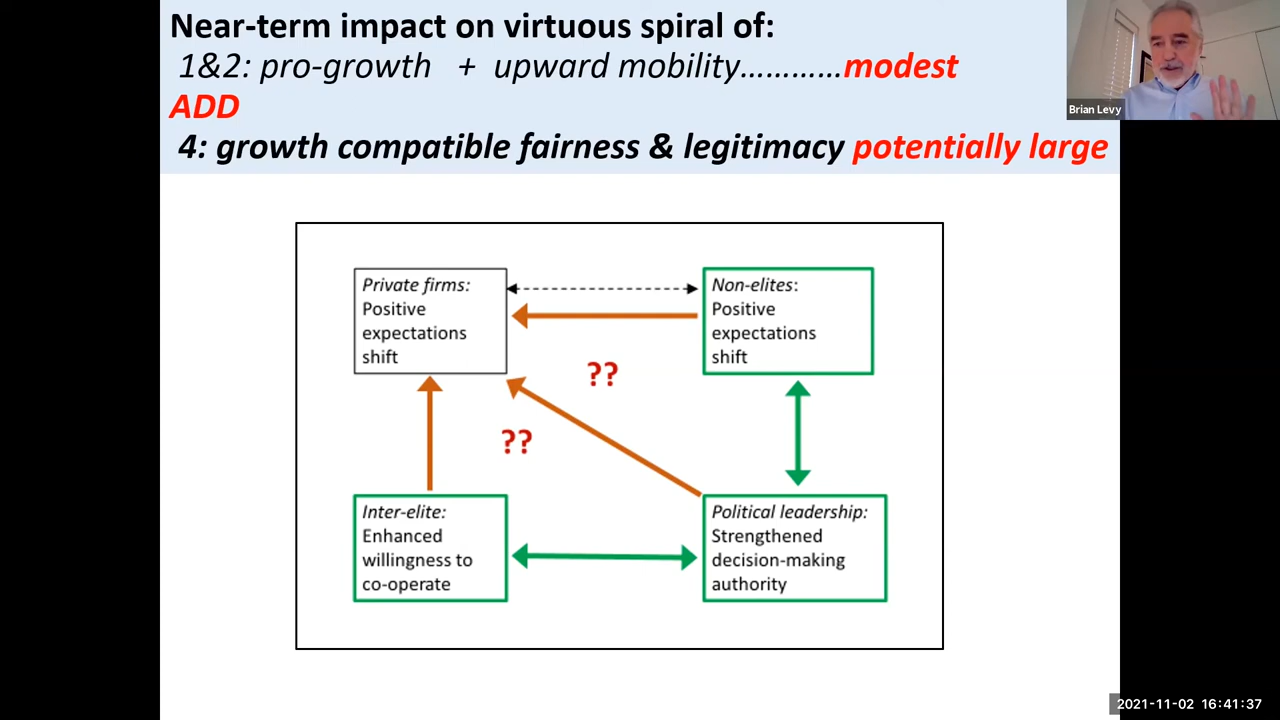 Near-term impact on virtuous spiral of:
1&2: pro-growth + upward mobility…………modest
ADD
4: growth compatible fairness & legitimacy potentially large
Brian Levy
Private firms:
Positive
expectations
shift
Non-elites:
Positive
expectations
shift
??
??
Inter-elite:
Enhanced
willingness to
co-operate
Political leadership:
Strengthened
decision-making
authority
2021-11-02 16:41:37